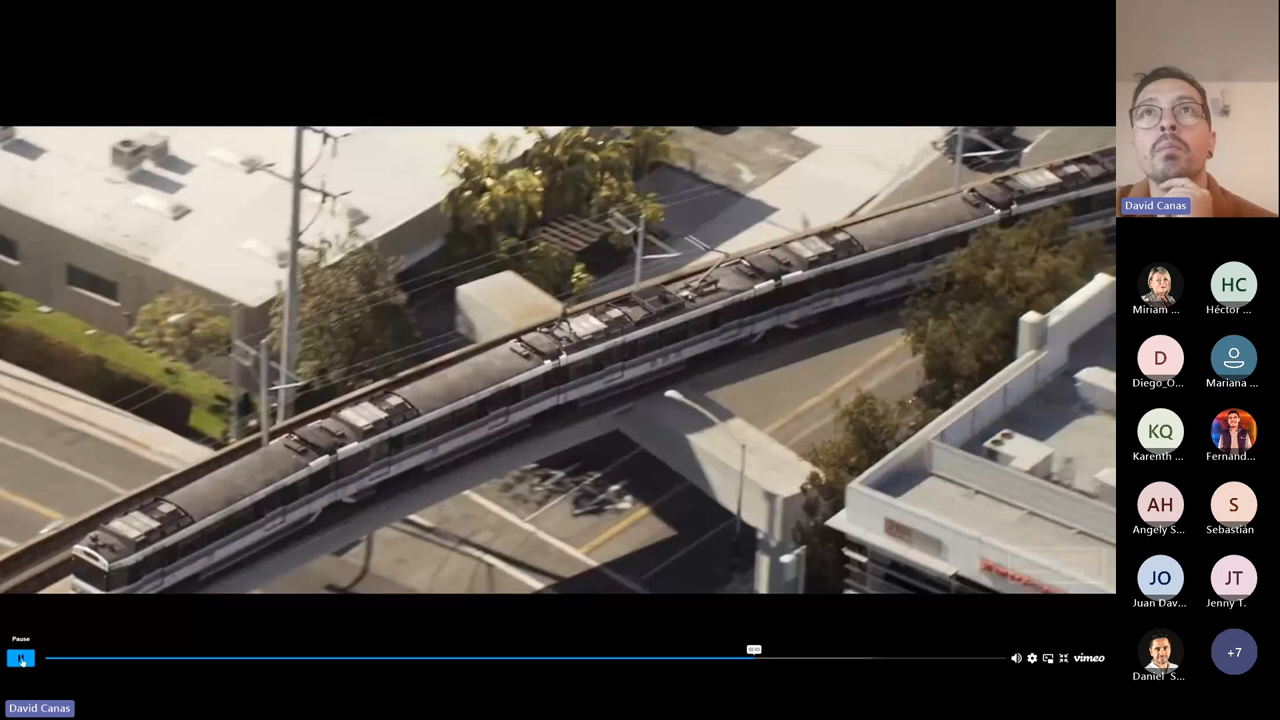 David Canas
Miriam ...
HC
Héctor ...
D
Diego_O...
Mariana ...
KQ
Karenth ...
Fernand...
AH
Angely S...
S
Sebastián
JO
Juan Dav...
JT
Jenny T.
Daniel S...
+7
Pause
vimeo
David Canas